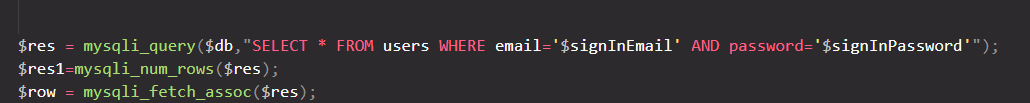 $res = mysqli_query($db,"SELECT * FROM users WHERE email='$signInEmail' AND password='$signInPassword'");
$res1=mysqli_num_rows($res);
$row = mysqli_fetch_assoc($res);